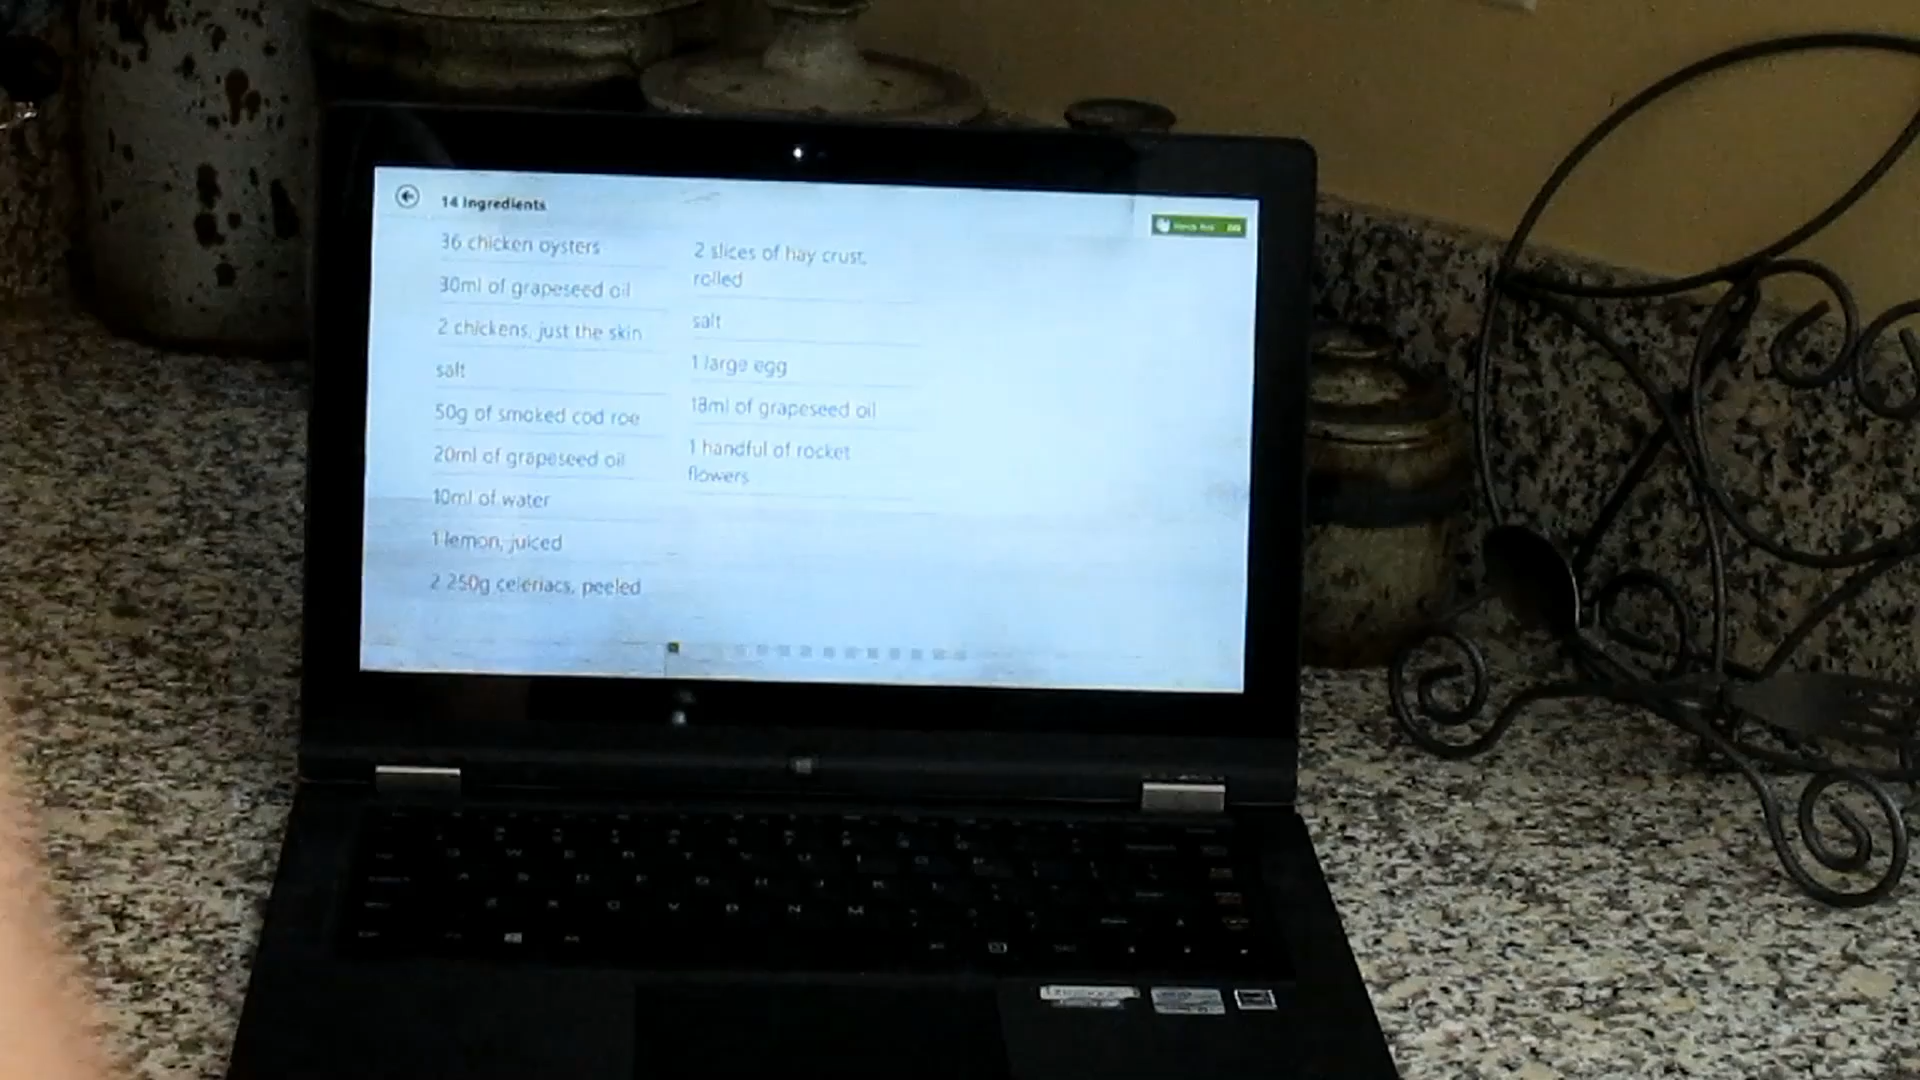 14 Ingredients
36 chicken oysters
30ml of grapeseed oil
2 chickens, just the skin
salt
50g of smoked cod roe
20ml of grapeseed oil
10ml of water
1 lemon, juiced
2 250g celeriacs, peeled
2 slices of hay crust,
rolled
salt
1 large egg
18ml of grapeseed oil
1 handful of rocket
flowers